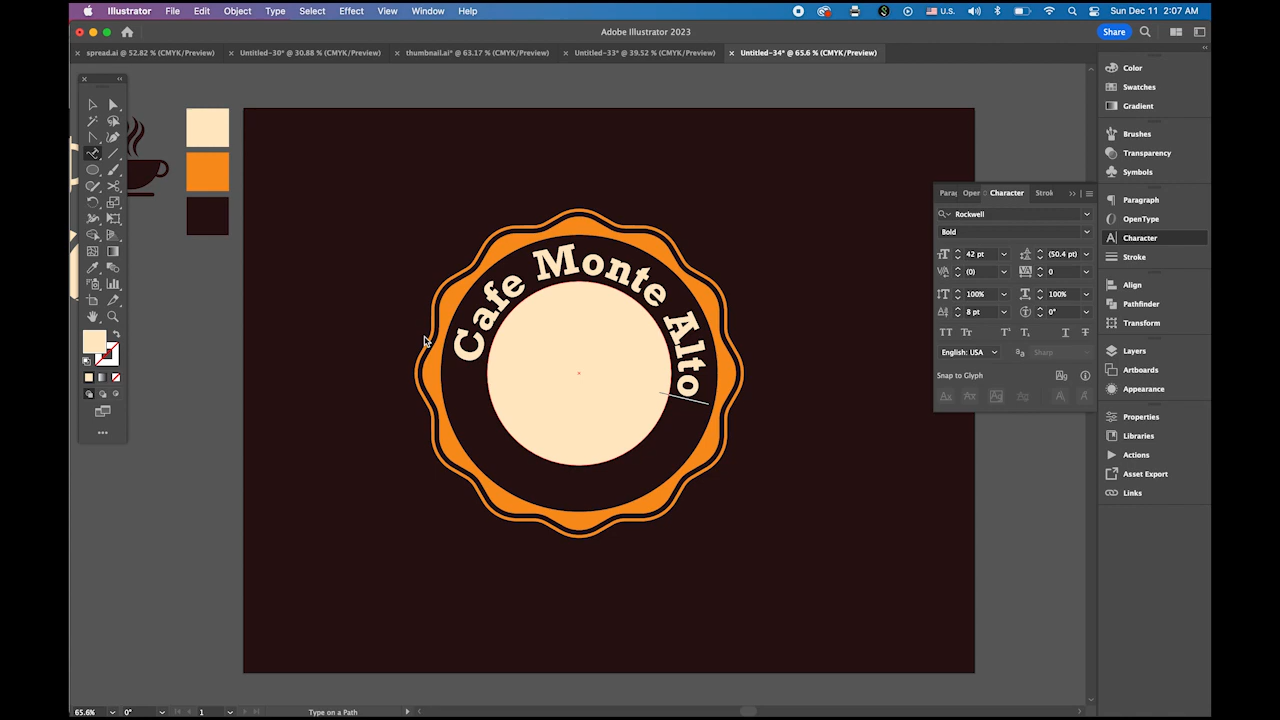 Illustrator File Edit Object Type Select Effect View Window Help
U.S. Sun Dec 11 2:07 AM
Adobe Illustrator 2023
Share
spread.ai @ 52.82 % (CMYK/Preview)
Untitled-30* @ 30.88 % (CMYK/Preview)
thumbnail.ai* @ 63.17 % (CMYK/Preview)
Untitled-33* @ 39.52 % (CMYK/Preview)
Untitled-34* @ 65.6 % (CMYK/Preview)
Cafe Monte Alto
Para Oper Character Strok
Rockwell
Bold
42 pt (50.4 pt)
(0) 0
100% 100%
8 pt 0°
English: USA Sharp
Snap to Glyph
Color
Swatches
Gradient
Brushes
Transparency
Symbols
Paragraph
OpenType
Character
Stroke
Align
Pathfinder
Transform
Layers
Artboards
Appearance
Properties
Libraries
Actions
Asset Export
Links
65.6% 0° 1 Type on a Path